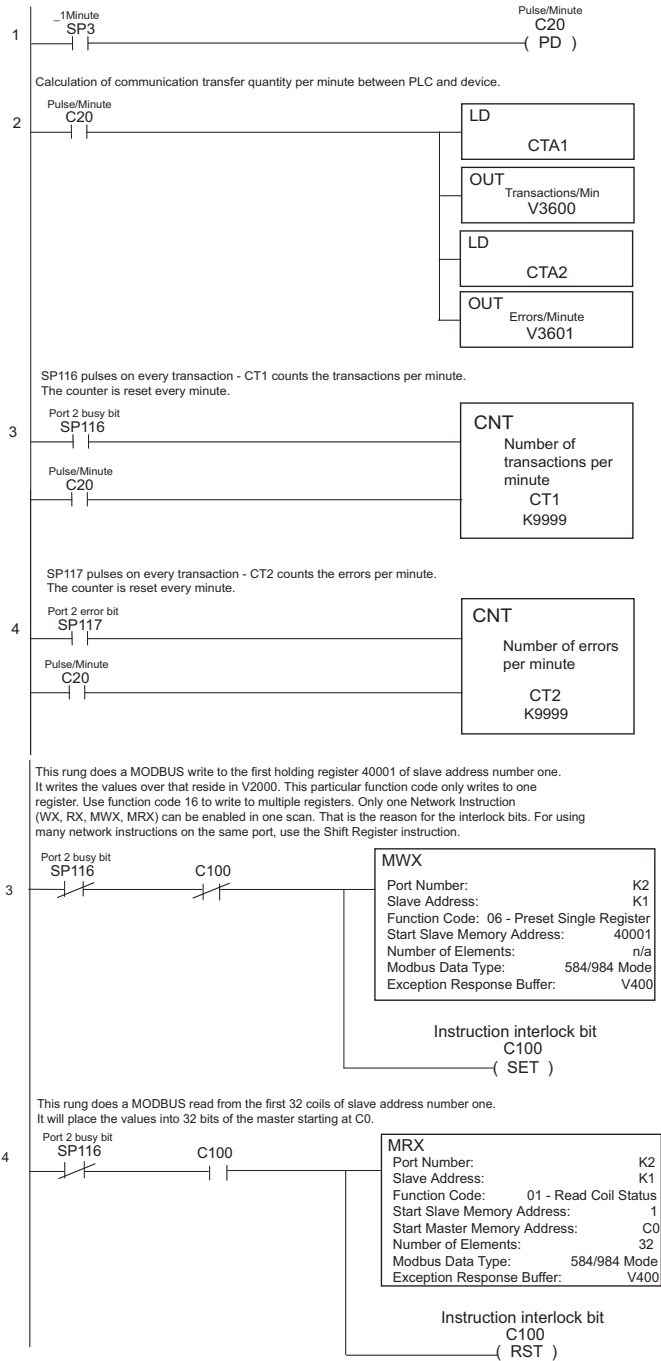 _1Minute
SP3
Pulse/Minute
C20
( PD )
1
Calculation of communication transfer quantity per minute between PLC and device.
Pulse/Minute
C20
2
LD
CTA1
OUT
Transactions/Min
V3600
LD
CTA2
OUT
Errors/Minute
V3601
SP116 pulses on every transaction - CT1 counts the transactions per minute.
The counter is reset every minute.
Port 2 busy bit
SP116
3
Pulse/Minute
C20
CNT
Number of
transactions per
minute
CT1
K9999
SP117 pulses on every transaction - CT2 counts the errors per minute.
The counter is reset every minute.
Port 2 error bit
SP117
4
Pulse/Minute
C20
CNT
Number of errors
per minute
CT2
K9999
This rung does a MODBUS write to the first holding register 40001 of slave address number one.
It writes the values over that reside in V2000. This particular function code only writes to one
register. Use function code 16 to write to multiple registers. Only one Network Instruction
(WX, RX, MWX, MRX) can be enabled in one scan. That is the reason for the interlock bits. For using
many network instructions on the same port, use the Shift Register instruction.
Port 2 busy bit
SP116
C100
3
MWX
Port Number: K2
Slave Address: K1
Function Code: 06 - Preset Single Register
Start Slave Memory Address: 40001
Number of Elements: n/a
Modbus Data Type: 584/984 Mode
Exception Response Buffer: V400
Instruction interlock bit
C100
( SET )
This rung does a MODBUS read from the first 32 coils of slave address number one.
It will place the values into 32 bits of the master starting at C0.
Port 2 busy bit
SP116
C100
4
MRX
Port Number: K2
Slave Address: K1
Function Code: 01 - Read Coil Status
Start Slave Memory Address: 1
Start Master Memory Address: C0
Number of Elements: 32
Modbus Data Type: 584/984 Mode
Exception Response Buffer: V400
Instruction interlock bit
C100
( RST )